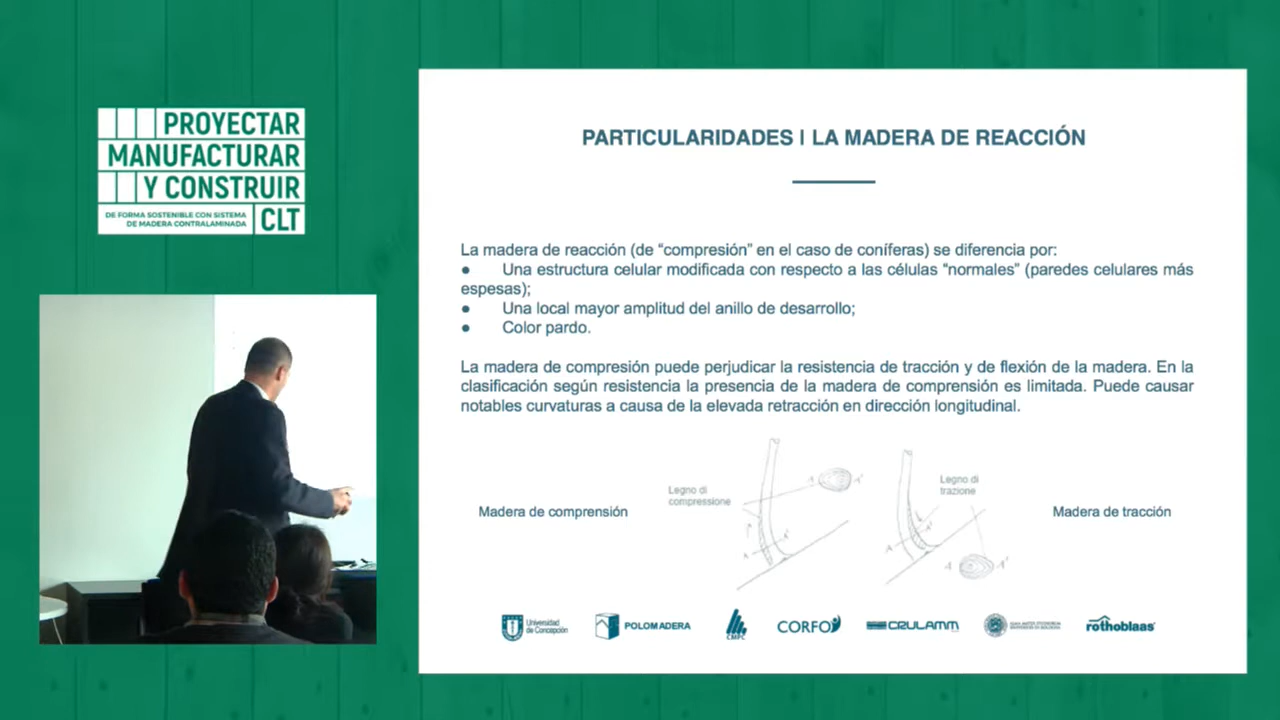 PROYECTAR
MANUFACTURAR
Y CONSTRUIR
DE FORMA SOSTENIBLE CON SISTEMA
DE MADERA CONTRALAMINADA
CLT
PARTICULARIDADES | LA MADERA DE REACCIÓN
La madera de reacción (de “compresión” en el caso de coníferas) se diferencia por:
● Una estructura celular modificada con respecto a las células “normales” (paredes celulares más
espesas);
● Una local mayor amplitud del anillo de desarrollo;
● Color pardo.
La madera de compresión puede perjudicar la resistencia de tracción y de flexión de la madera. En la
clasificación según resistencia la presencia de la madera de comprensión es limitada. Puede causar
notables curvaturas a causa de la elevada retracción en dirección longitudinal.
Madera de comprensión
Legno di
compressione
A A'
A A'
Legno di
trazione
A A'
A A'
Madera de tracción
Universidad
de Concepción
POLOMADERA
CMPC
CORFO
CRULAMM
rothoblaas